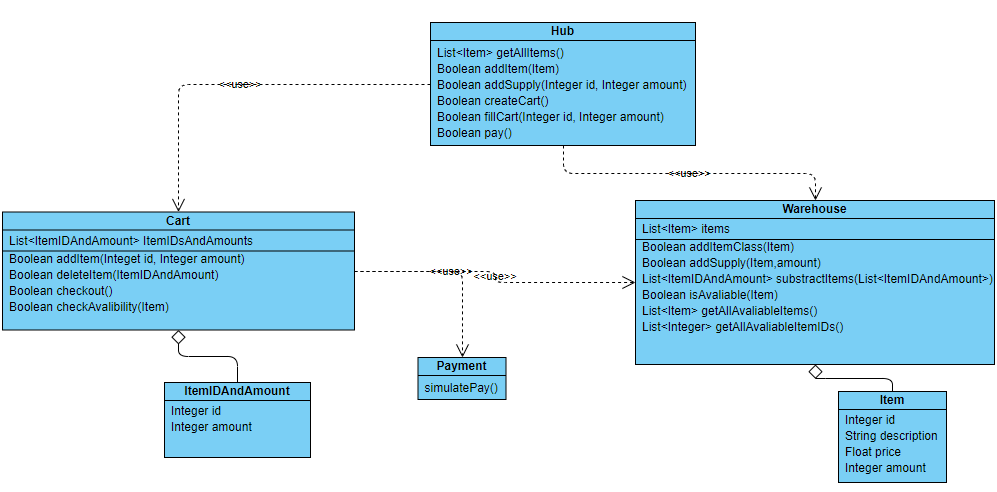 Hub
List<Item> getAllItems()
Boolean addItem(Item)
Boolean addSupply(Integer id, Integer amount)
Boolean createCart()
Boolean fillCart(Integer id, Integer amount)
Boolean pay()
<<use>>
<<use>>
Cart
List<ItemIDAndAmount> ItemIDsAndAmounts
Boolean addItem(Integet id, Integer amount)
Boolean deleteItem(ItemIDAndAmount)
Boolean checkout()
Boolean checkAvalibility(Item)
Warehouse
List<Item> items
Boolean addItemClass(Item)
Boolean addSupply(Item,amount)
List<ItemIDAndAmount> substractItems(List<ItemIDAndAmount>)
Boolean isAvaliable(Item)
List<Item> getAllAvaliableItems()
List<Integer> getAllAvaliableItemIDs()
<<use>>
<<use>>
Payment
simulatePay()
ItemIDAndAmount
Integer id
Integer amount
Item
Integer id
String description
Float price
Integer amount